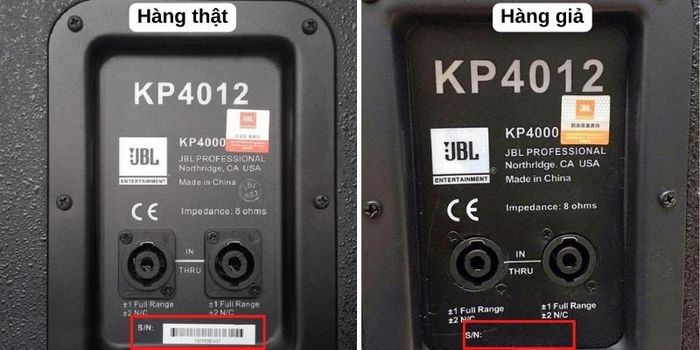 Hàng thật
KP4012
JBL
KP4000
JBL
ENTERTAINMENT
JBL PROFESSIONAL
Northridge, CA USA
Made in China
CE
Impedance: 8 ohms
IN
THRU
±1 Full Range
±2 N/C
±1 Full Range
±2 N/C
S/N:
Hàng giả
KP4012
JBL
KP4000
JBL
ENTERTAINMENT
JBL PROFESSIONAL
Northridge, CA USA
Made in China
CE
Impedance: 8 ohms
IN
THRU
±1 Full Range
±2 N/C
±1 Full Range
±2 N/C
S/N: